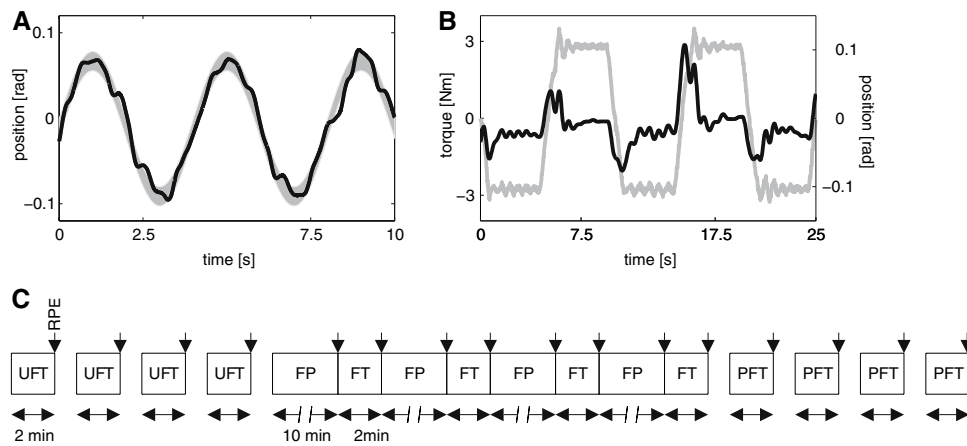 A
0.1
0
−0.1
position [rad]
0
2.5
7.5
10
time [s]
B
3
0
−3
torque [Nm]
0.1
0
-0.1
position [rad]
0
7.5
17.5
25
time [s]
C
RPE
UFT UFT UFT UFT FP FT FP FT FP FT FP FT PFT PFT PFT PFT
2 min 10 min 2min